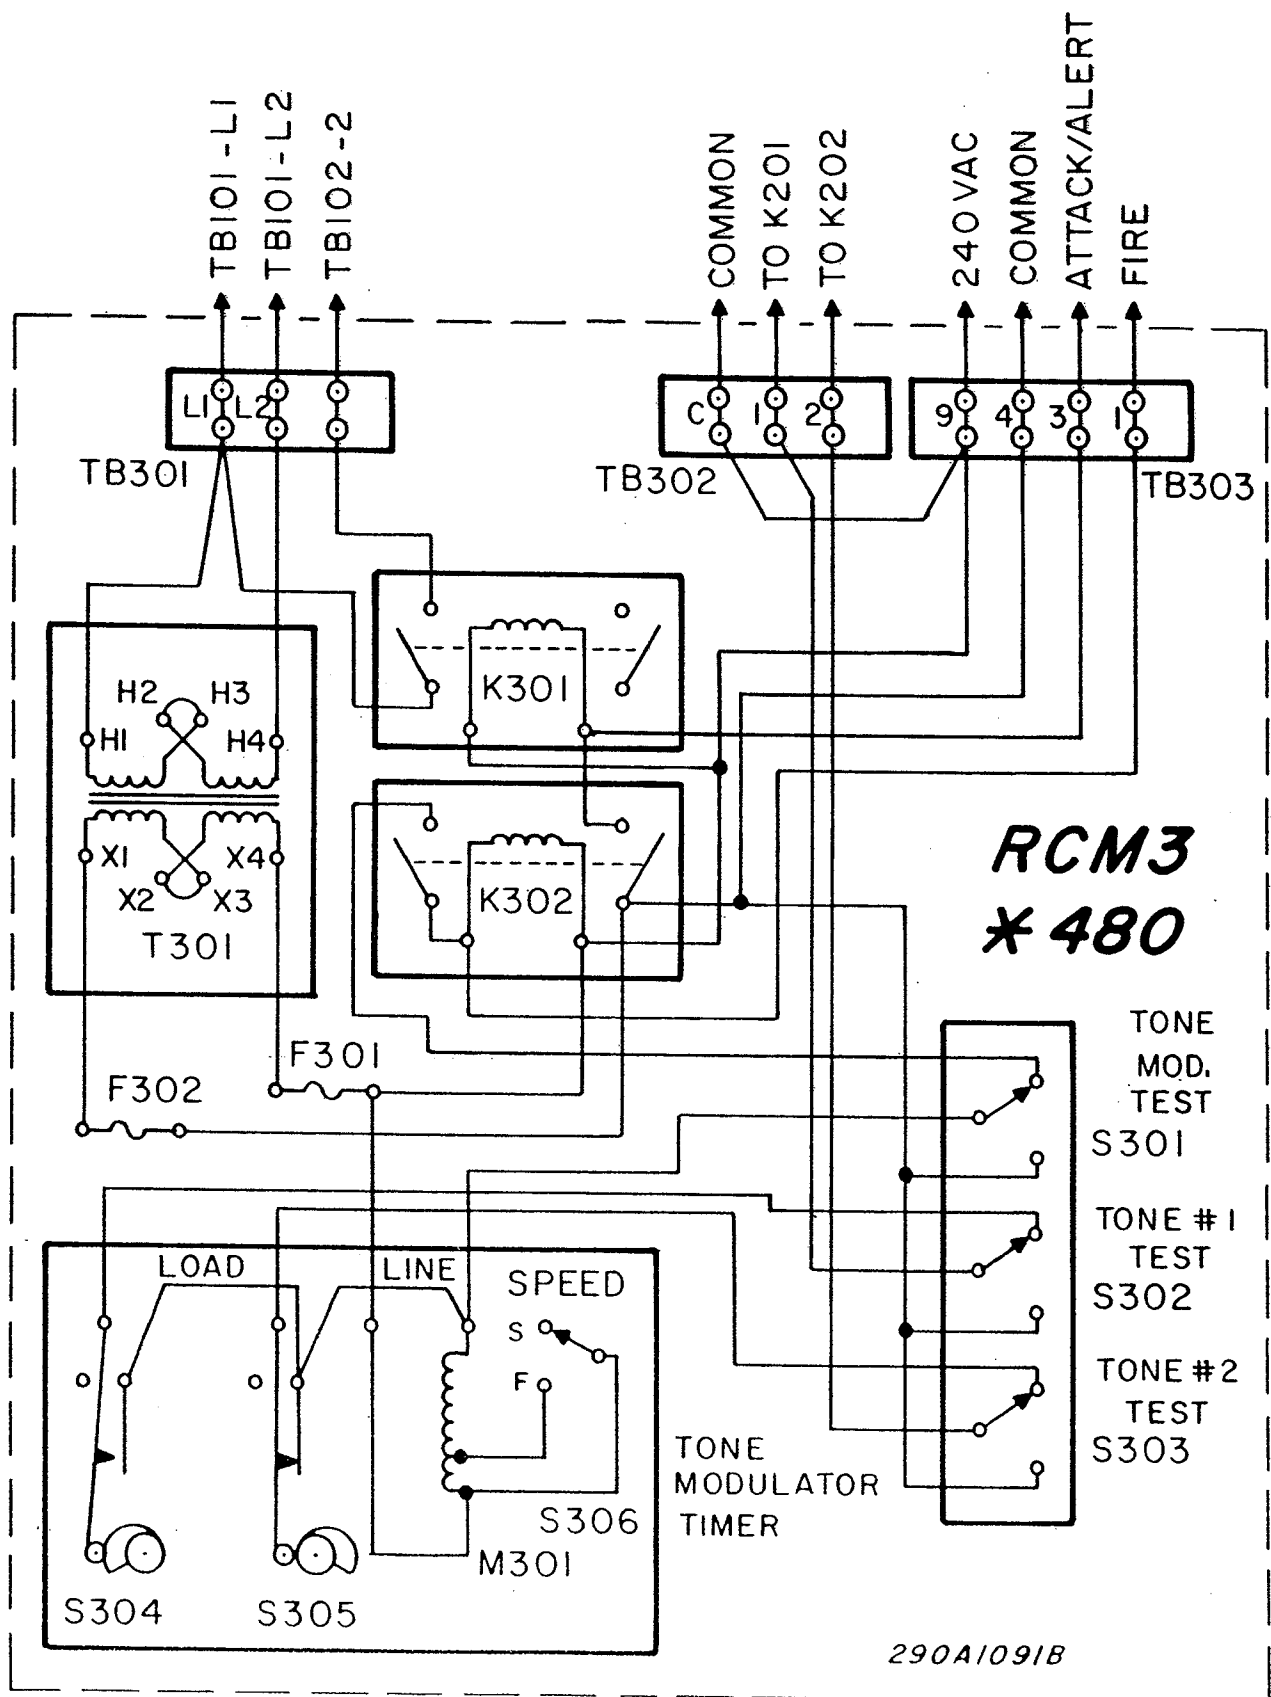 TB101-L1
TB101-L2
TB102-2
COMMON
TO K201
TO K202
240VAC
COMMON
ATTACK/ALERT
FIRE
L1 L2
C 1 2
9 4 3 1
TB301
TB302
TB303
K301
H2 H3
H1 H4
X1 X4
X2 X3
T301
K302
RCM3
* 480
F301
F302
TONE
MOD.
TEST
S301
TONE #1
TEST
S302
TONE #2
TEST
S303
LOAD
LINE
SPEED
S
F
S306
M301
S304
S305
TONE
MODULATOR
TIMER
290A1091B